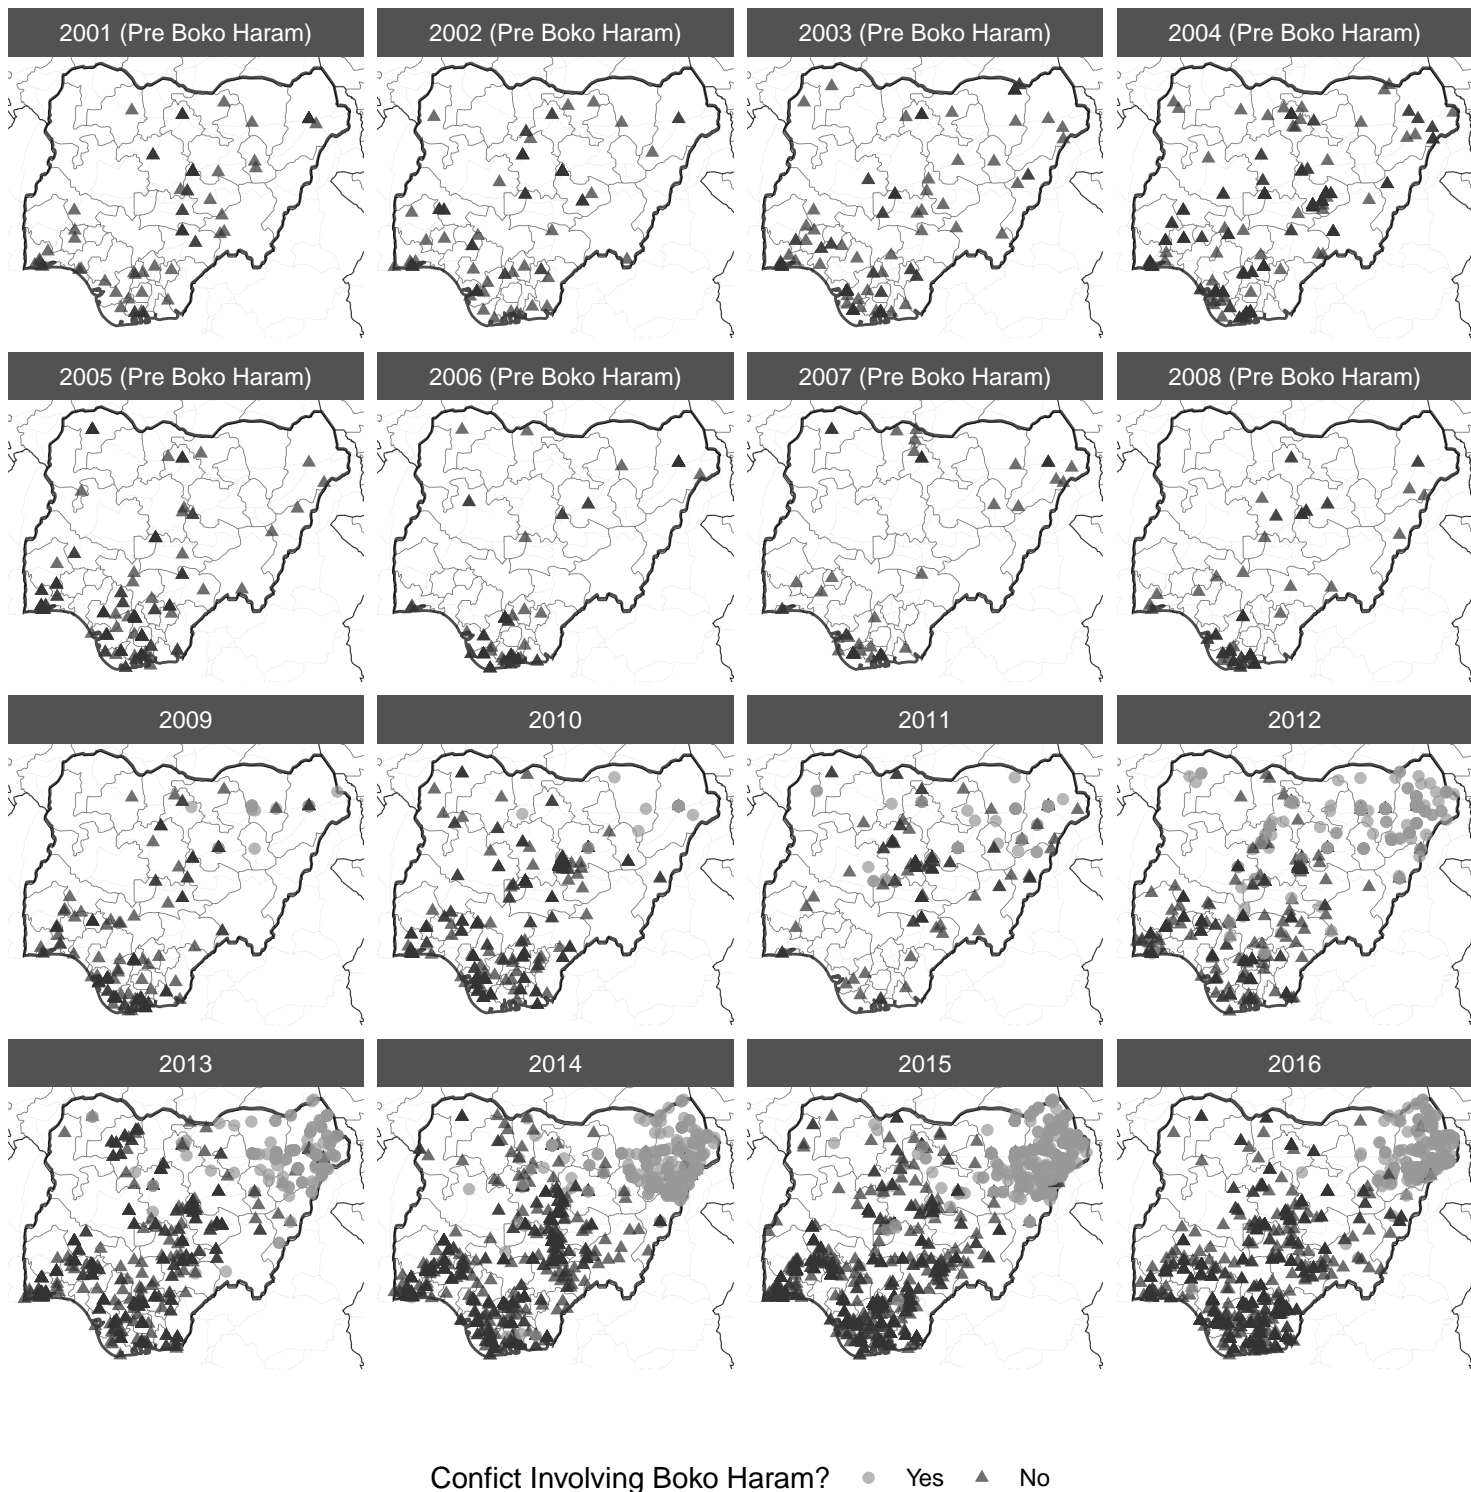 2001 (Pre Boko Haram)
2002 (Pre Boko Haram)
2003 (Pre Boko Haram)
2004 (Pre Boko Haram)
2005 (Pre Boko Haram)
2006 (Pre Boko Haram)
2007 (Pre Boko Haram)
2008 (Pre Boko Haram)
2009
2010
2011
2012
2013
2014
2015
2016
Confict Involving Boko Haram? Yes No